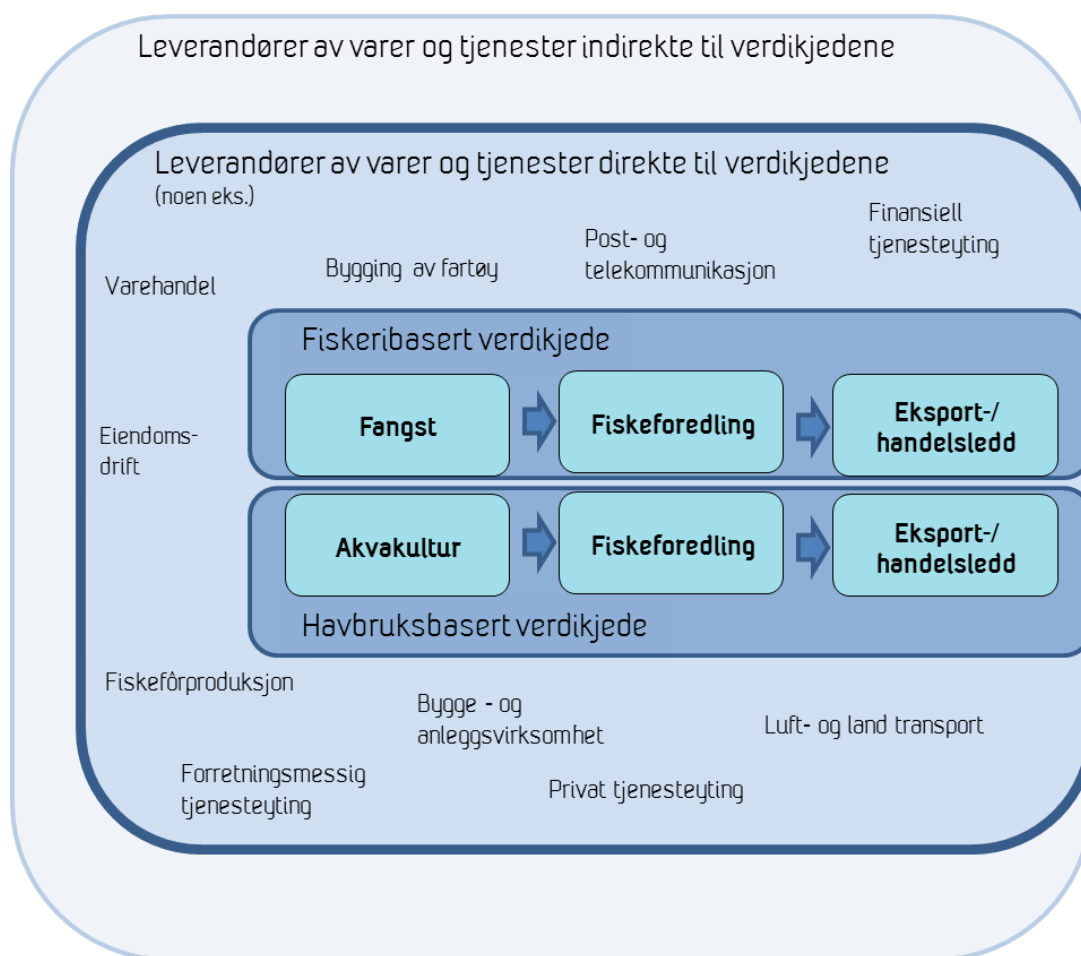 Leverandører av varer og tjenester indirekte til verdikjedene
Leverandører av varer og tjenester direkte til verdikjedene
(noen eks.)
Finansiell
tjenesteyting
Post- og
telekommunikasjon
Bygging av fartøy
Varehandel
Fiskeribasert verdikjede
Fangst
Fiskeforedling
Eksport-/
handelsledd
Eiendoms-
drift
Akvakultur
Fiskeforedling
Eksport-/
handelsledd
Havbruksbasert verdikjede
Fiskefôrproduksjon
Bygge - og
anleggsvirksomhet
Luft- og land transport
Forretningsmessig
tjenesteyting
Privat tjenesteyting